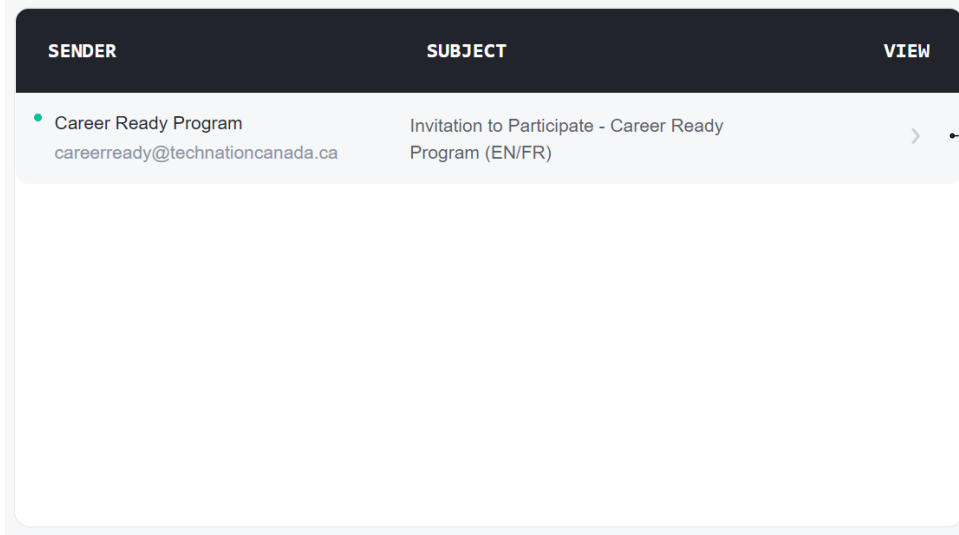 SENDER SUBJECT VIEW
Career Ready Program
careerready@technationcanada.ca
Invitation to Participate - Career Ready
Program (EN/FR)